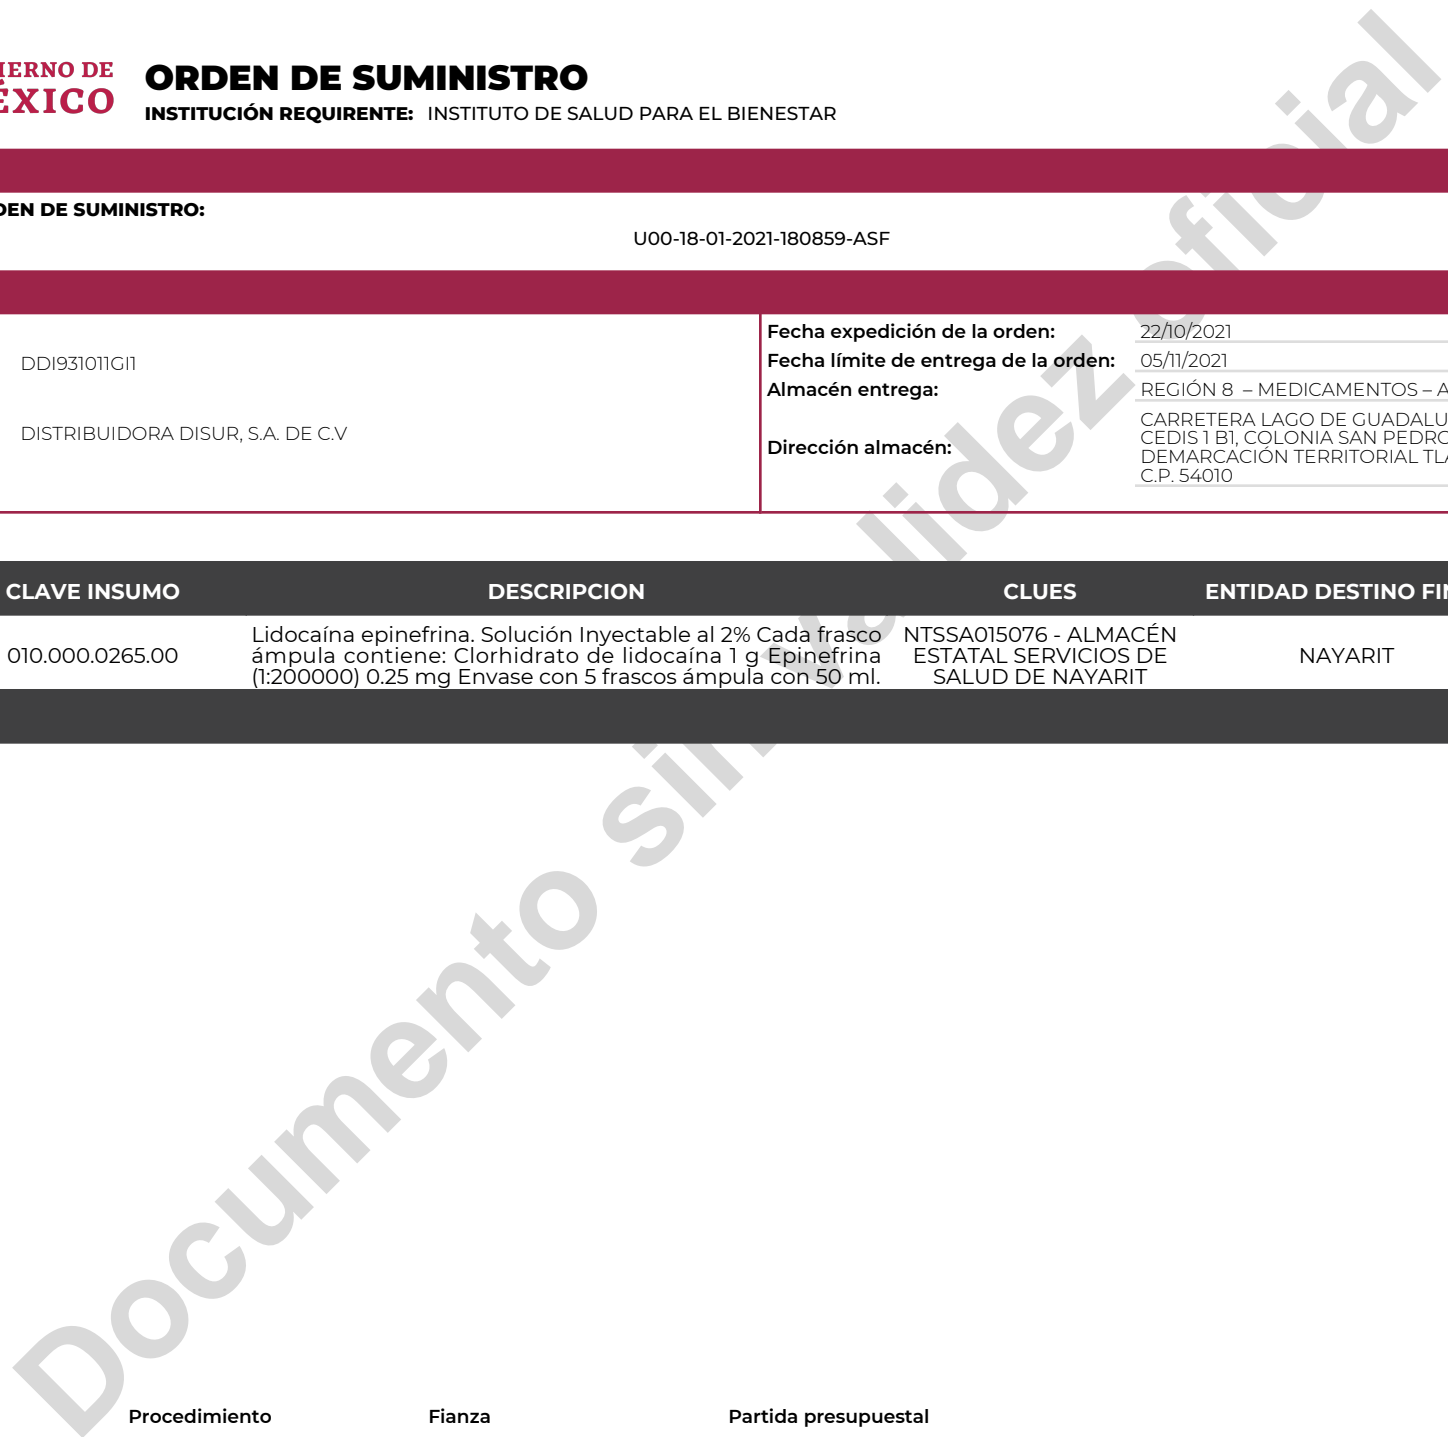 IERNO DE
ÉXICO
ORDEN DE SUMINISTRO
INSTITUCIÓN REQUIRENTE: INSTITUTO DE SALUD PARA EL BIENESTAR
DEN DE SUMINISTRO:
U00-18-01-2021-180859-ASF
DDI931011GI1
DISTRIBUIDORA DISUR, S.A. DE C.V
Fecha expedición de la orden: 22/10/2021
Fecha límite de entrega de la orden: 05/11/2021
Almacén entrega: REGIÓN 8 – MEDICAMENTOS – A
Dirección almacén:
CARRETERA LAGO DE GUADALU
CEDIS 1 B1, COLONIA SAN PEDRO
DEMARCACIÓN TERRITORIAL TLA
C.P. 54010
CLAVE INSUMO DESCRIPCION CLUES ENTIDAD DESTINO FIN
010.000.0265.00
Lidocaína epinefrina. Solución Inyectable al 2% Cada frasco
ámpula contiene: Clorhidrato de lidocaína 1 g Epinefrina
(1:200000) 0.25 mg Envase con 5 frascos ámpula con 50 ml.
NTSSA015076 - ALMACÉN
ESTATAL SERVICIOS DE
SALUD DE NAYARIT
NAYARIT
Documento sin validez oficial
Procedimiento Fianza Partida presupuestal